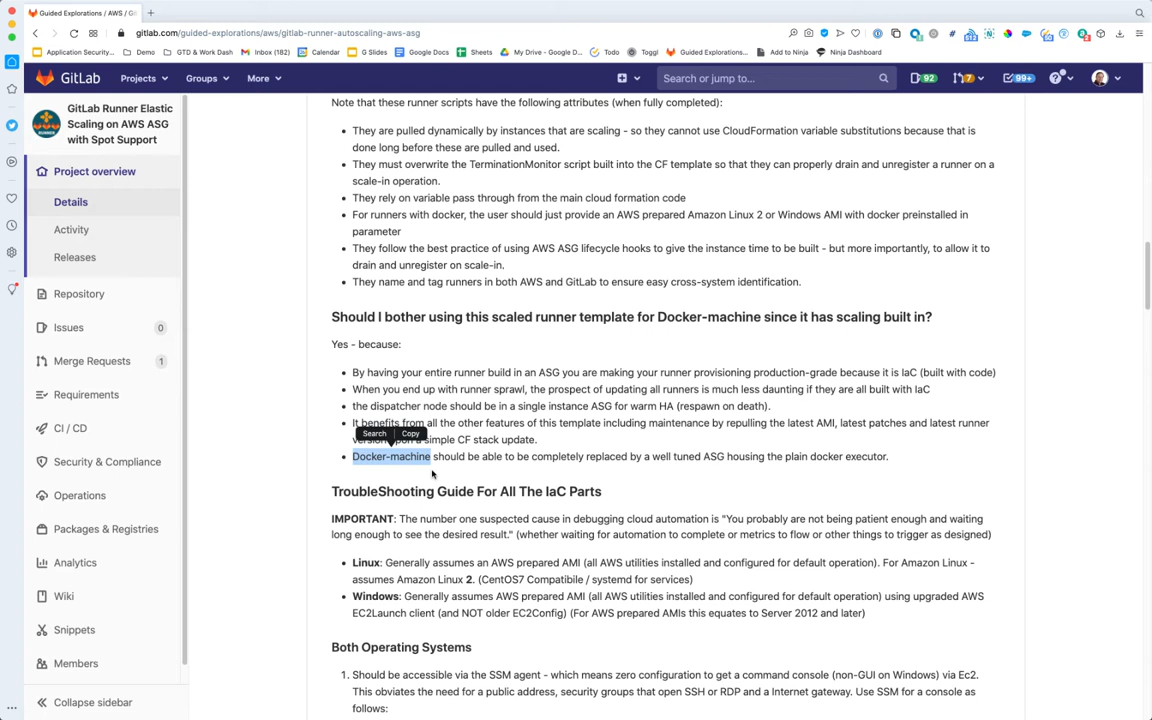 Guided Explorations / AWS / Gi
gitlab.com/guided-explorations/aws/gitlab-runner-autoscaling-aws-asg
Application Security... Demo GTD & Work Dash Inbox (182) Calendar G Slides Google Docs Sheets My Drive - Google D... Todo Toggl Guided Explorations... Add to Ninja Ninja Dashboard
GitLab Projects Groups More Search or jump to... 92 7 99+
GitLab Runner Elastic
Scaling on AWS ASG
with Spot Support
Project overview
Details
Activity
Releases
Repository
Issues 0
Merge Requests 1
Requirements
CI / CD
Security & Compliance
Operations
Packages & Registries
Analytics
Wiki
Snippets
Members
Collapse sidebar
Note that these runner scripts have the following attributes (when fully completed):
• They are pulled dynamically by instances that are scaling - so they cannot use CloudFormation variable substitutions because that is
done long before these are pulled and used.
• They must overwrite the TerminationMonitor script built into the CF template so that they can properly drain and unregister a runner on a
scale-in operation.
• They rely on variable pass through from the main cloud formation code
• For runners with docker, the user should just provide an AWS prepared Amazon Linux 2 or Windows AMI with docker preinstalled in
parameter
• They follow the best practice of using AWS ASG lifecycle hooks to give the instance time to be built - but more importantly, to allow it to
drain and unregister on scale-in.
• They name and tag runners in both AWS and GitLab to ensure easy cross-system identification.
Should I bother using this scaled runner template for Docker-machine since it has scaling built in?
Yes - because:
• By having your entire runner build in an ASG you are making your runner provisioning production-grade because it is IaC (built with code)
• When you end up with runner sprawl, the prospect of updating all runners is much less daunting if they are all built with IaC
• the dispatcher node should be in a single instance ASG for warm HA (respawn on death).
• It benefits from all the other features of this template including maintenance by repulling the latest AMI, latest patches and latest runner
Search Copy
version upon a simple CF stack update.
• Docker-machine should be able to be completely replaced by a well tuned ASG housing the plain docker executor.
TroubleShooting Guide For All The IaC Parts
IMPORTANT: The number one suspected cause in debugging cloud automation is "You probably are not being patient enough and waiting
long enough to see the desired result." (whether waiting for automation to complete or metrics to flow or other things to trigger as designed)
• Linux: Generally assumes an AWS prepared AMI (all AWS utilities installed and configured for default operation). For Amazon Linux -
assumes Amazon Linux 2. (CentOS7 Compatibile / systemd for services)
• Windows: Generally assumes AWS prepared AMI (all AWS utilities installed and configured for default operation) using upgraded AWS
EC2Launch client (and NOT older EC2Config) (For AWS prepared AMIs this equates to Server 2012 and later)
Both Operating Systems
1. Should be accessible via the SSM agent - which means zero configuration to get a command console (non-GUI on Windows) via Ec2.
This obviates the need for a public address, security groups that open SSH or RDP and a Internet gateway. Use SSM for a console as
follows: